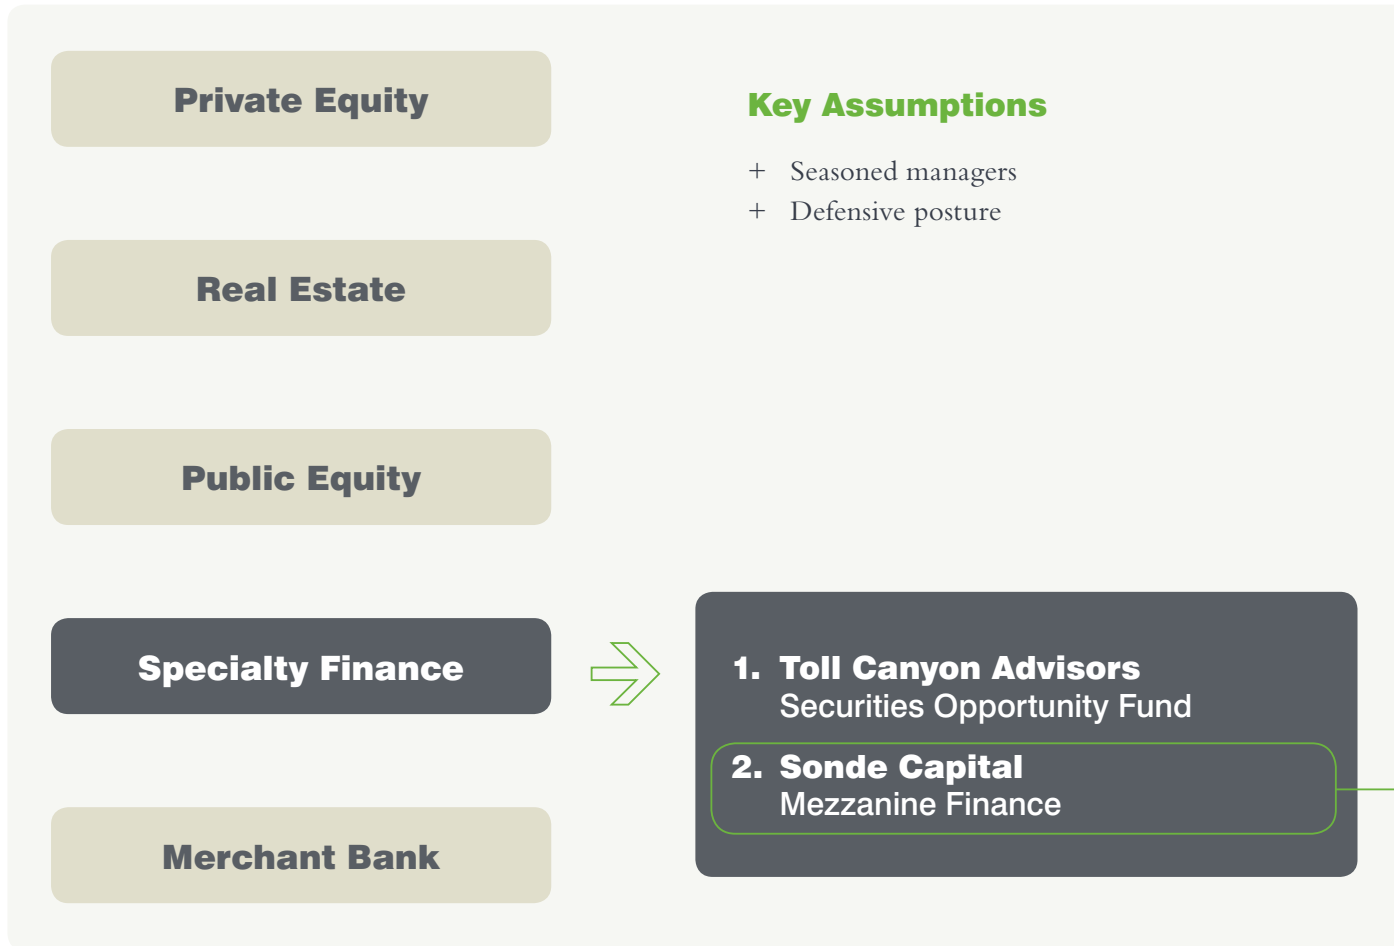 Private Equity
Real Estate
Public Equity
Specialty Finance
Merchant Bank
Key Assumptions
+ Seasoned managers
+ Defensive posture
1. Toll Canyon Advisors
Securities Opportunity Fund
2. Sonde Capital
Mezzanine Finance